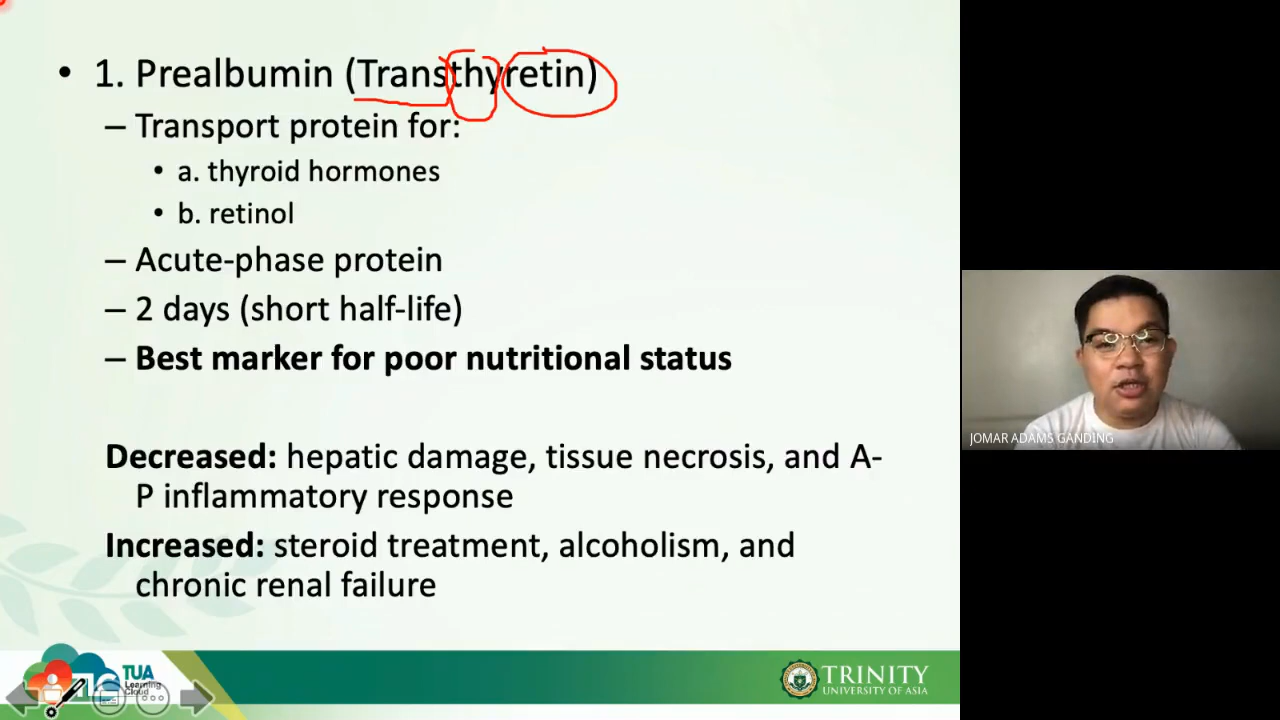 • 1. Prealbumin (Transthyretin)
– Transport protein for:
• a. thyroid hormones
• b. retinol
– Acute-phase protein
– 2 days (short half-life)
– Best marker for poor nutritional status
Decreased: hepatic damage, tissue necrosis, and A-
P inflammatory response
Increased: steroid treatment, alcoholism, and
chronic renal failure
JOMAR ADAMS GANDING
TUA
Learning
Cloud
TRINITY
UNIVERSITY OF ASIA